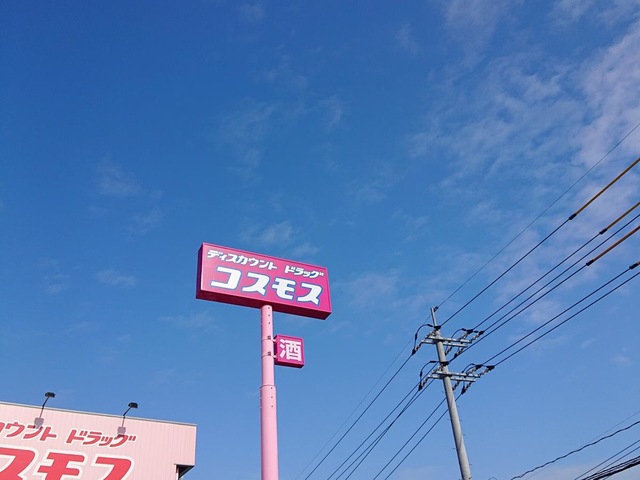 ディスカウント ドラッグ
コスモス
酒
カウント ドラッグ
スモス